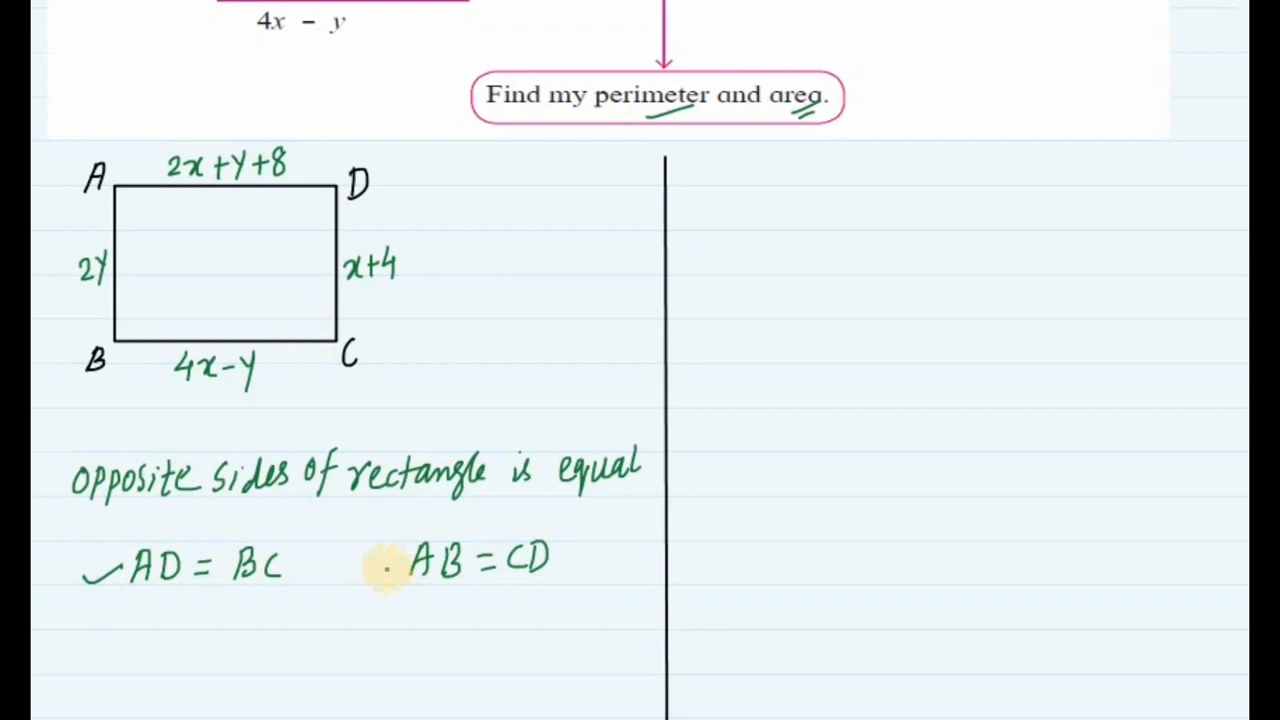 4x - y
Find my perimeter and area.
A 2x+y+8 D
2y x+4
B 4x-y C
opposite sides of rectangle is equal
✓AD = BC .AB = CD